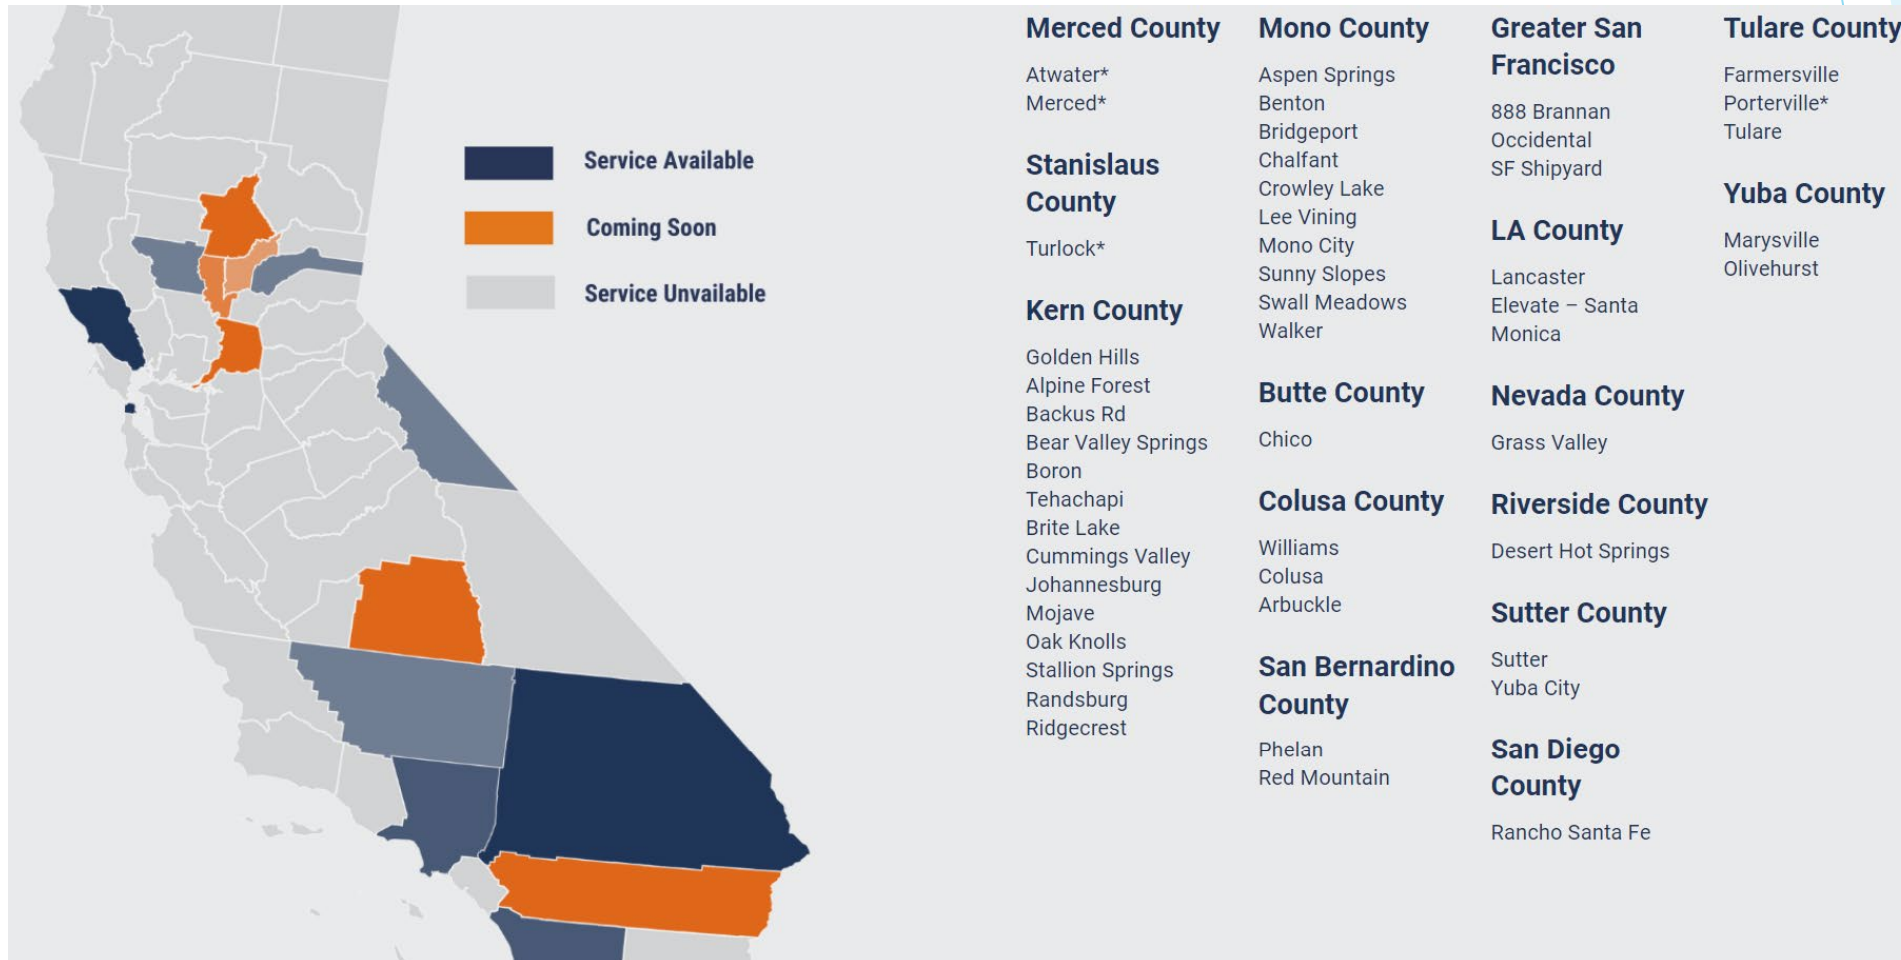 Service Available
Coming Soon
Service Unvailable
Merced County
Atwater*
Merced*
Stanislaus
County
Turlock*
Kern County
Golden Hills
Alpine Forest
Backus Rd
Bear Valley Springs
Boron
Tehachapi
Brite Lake
Cummings Valley
Johannesburg
Mojave
Oak Knolls
Stallion Springs
Randsburg
Ridgecrest
Mono County
Aspen Springs
Benton
Bridgeport
Chalfant
Crowley Lake
Lee Vining
Mono City
Sunny Slopes
Swall Meadows
Walker
Butte County
Chico
Colusa County
Williams
Colusa
Arbuckle
San Bernardino
County
Phelan
Red Mountain
Greater San
Francisco
888 Brannan
Occidental
SF Shipyard
LA County
Lancaster
Elevate – Santa
Monica
Nevada County
Grass Valley
Riverside County
Desert Hot Springs
Sutter County
Sutter
Yuba City
San Diego
County
Rancho Santa Fe
Tulare County
Farmersville
Porterville*
Tulare
Yuba County
Marysville
Olivehurst